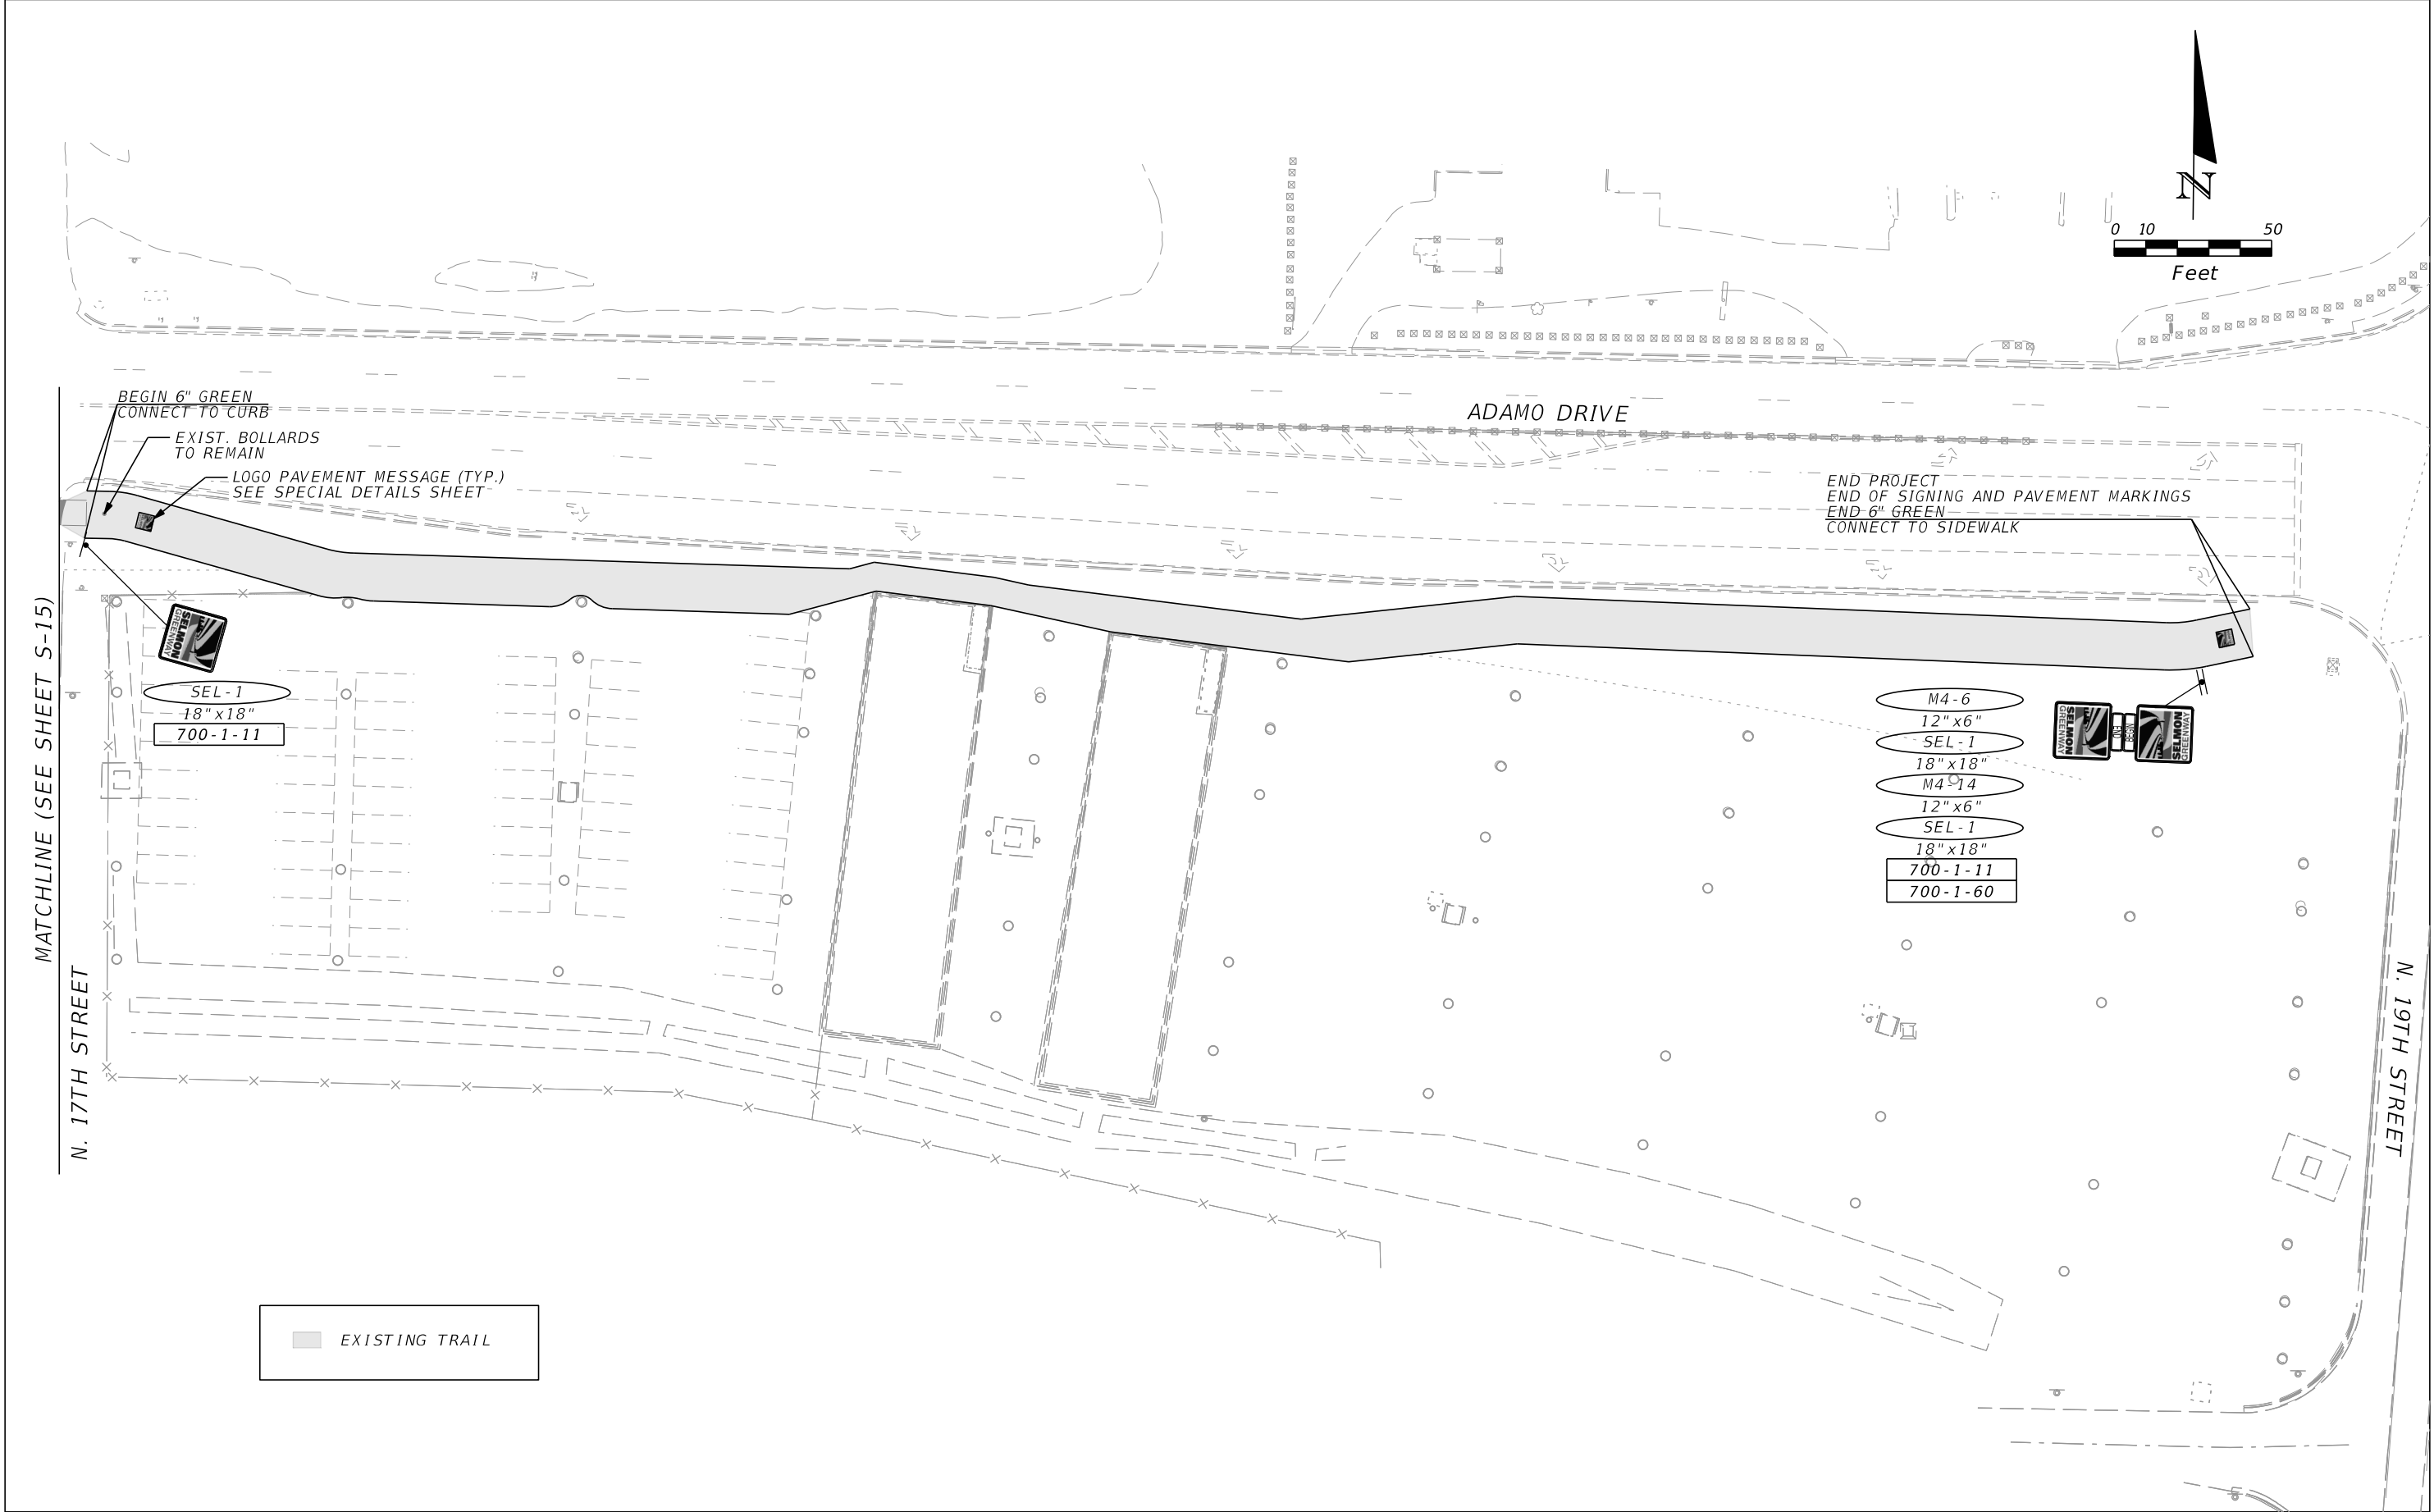 N
0 10 50
Feet
ADAMO DRIVE
BEGIN 6" GREEN
CONNECT TO CURB
EXIST. BOLLARDS
TO REMAIN
LOGO PAVEMENT MESSAGE (TYP.)
SEE SPECIAL DETAILS SHEET
END PROJECT
END OF SIGNING AND PAVEMENT MARKINGS
END 6" GREEN
CONNECT TO SIDEWALK
MATCHLINE (SEE SHEET S-15)
N. 17TH STREET
SELMON
GREENWAY
SEL-1
18"x18"
700-1-11
M4-6
12"x6"
SEL-1
18"x18"
M4-14
12"x6"
SEL-1
18"x18"
700-1-11
700-1-60
SELMON
GREENWAY
END
SELMON
GREENWAY
N. 19TH STREET
EXISTING TRAIL